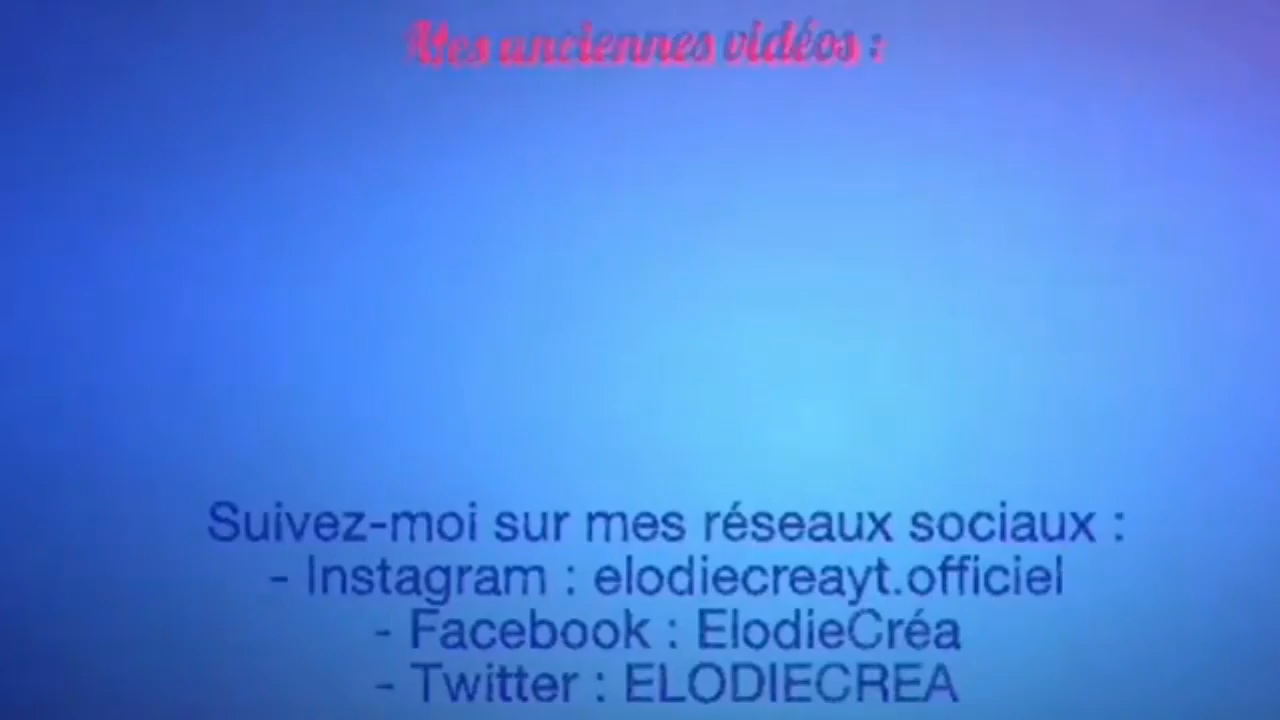 Mes anciennes vidéos :
Suivez-moi sur mes réseaux sociaux :
- Instagram : elodiecreayt.officiel
- Facebook : ElodieCréa
- Twitter : ELODIECREA